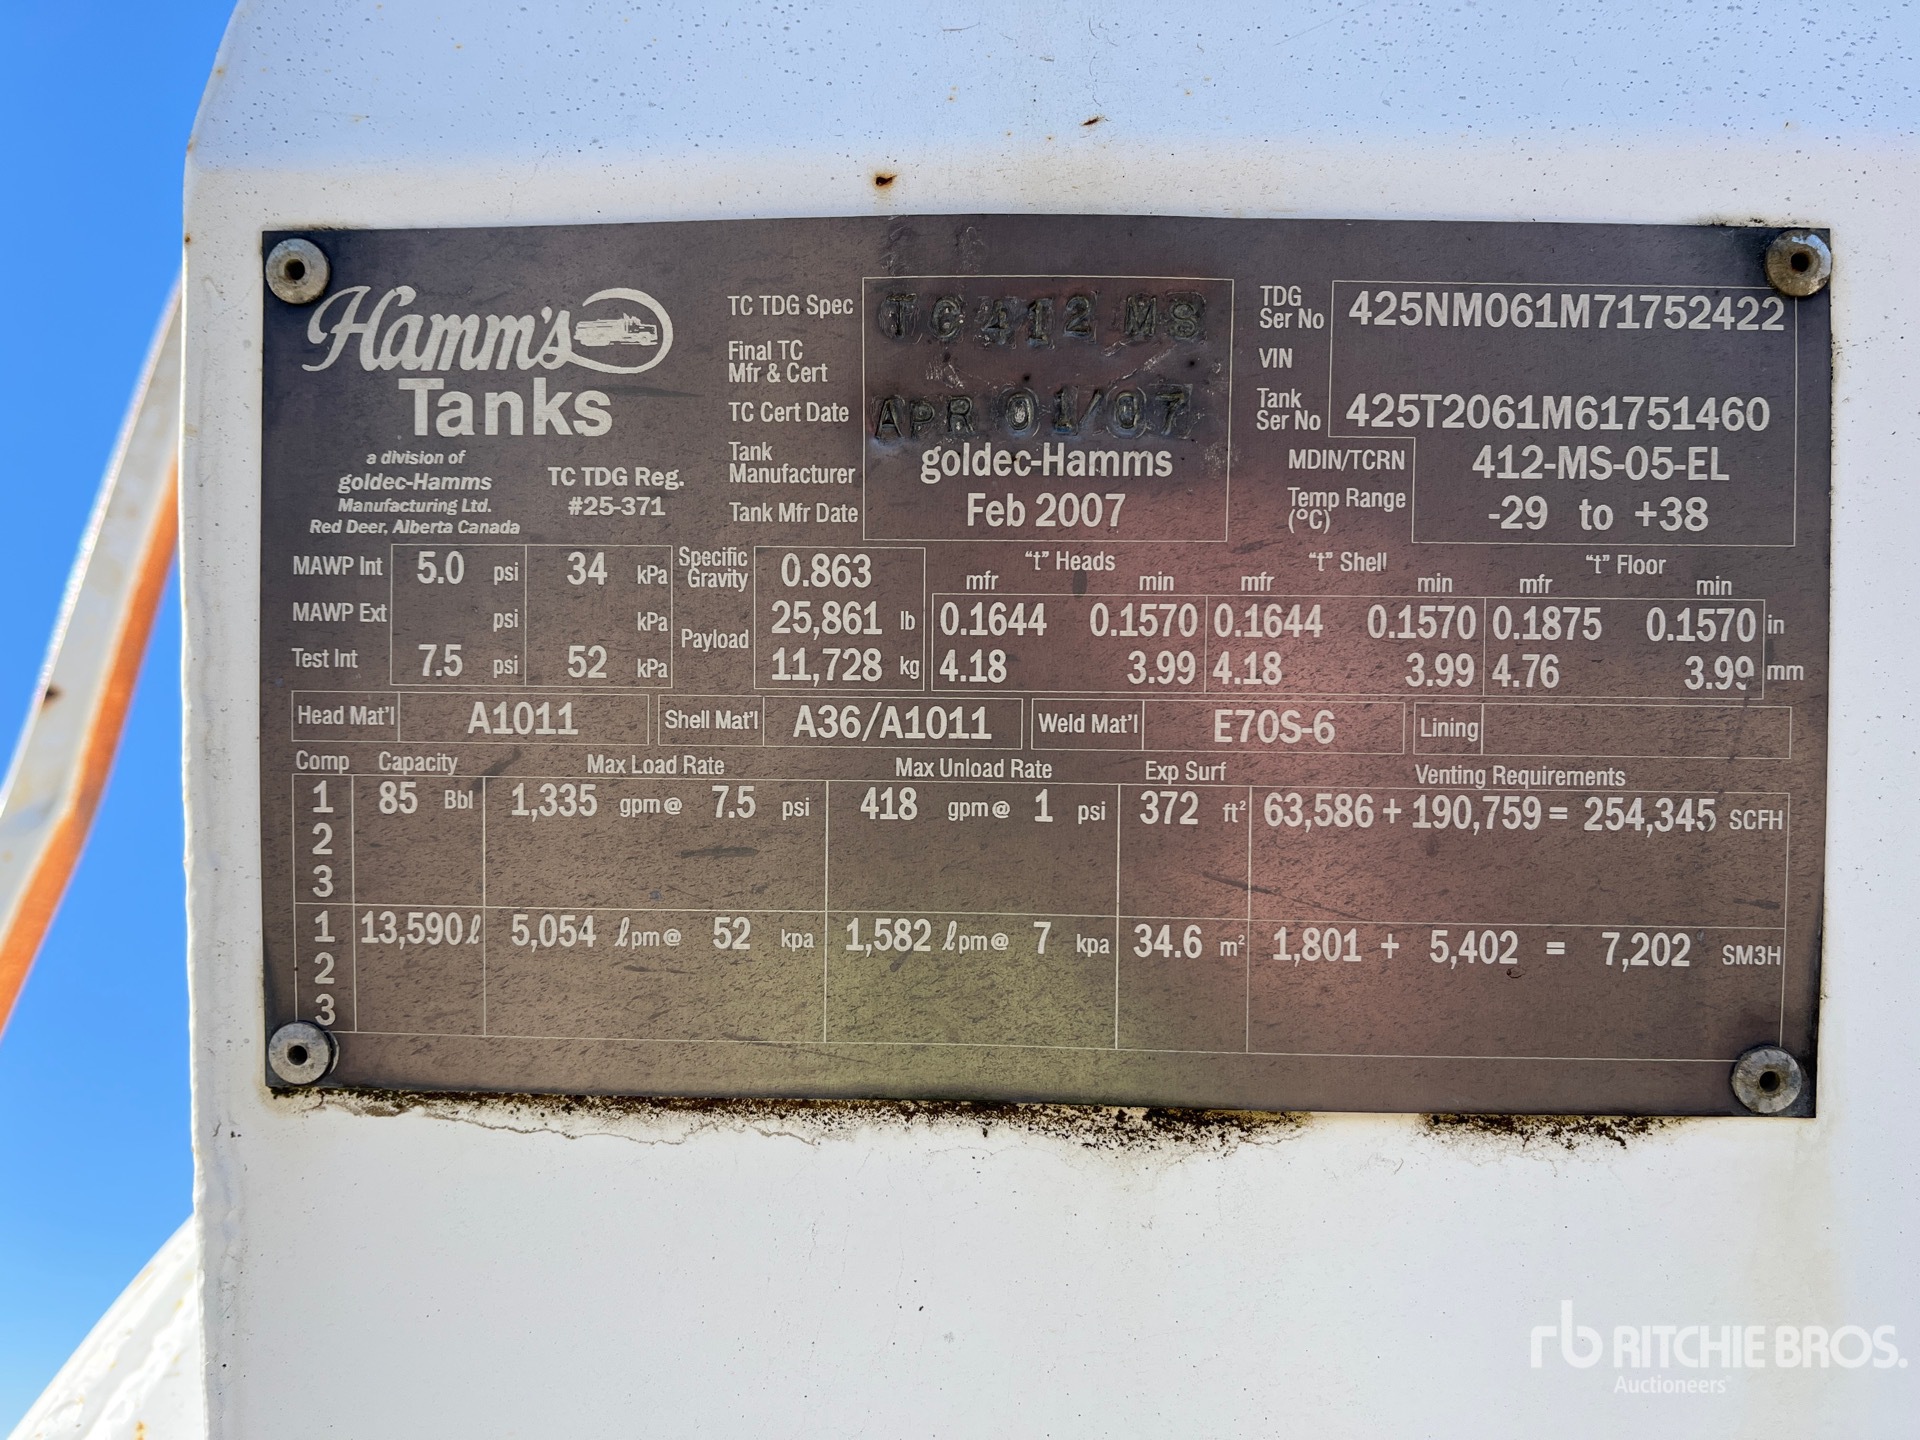 Hamm's
Tanks
a division of
goldec-Hamms
Manufacturing Ltd.
Red Deer, Alberta Canada
TC TDG Reg.
#25-371
TC TDG Spec TC 412 MS
Final TC
Mfr & Cert
TC Cert Date APR 01/07
Tank
Manufacturer goldec-Hamms
Tank Mfr Date Feb 2007
TDG
Ser No 425NM061M71752422
VIN
Tank
Ser No 425T2061M61751460
MDIN/TCRN 412-MS-05-EL
Temp Range
(°C) -29 to +38
MAWP Int 5.0 psi 34 kPa
MAWP Ext psi kPa
Test Int 7.5 psi 52 kPa
Specific
Gravity 0.863
Payload 25,861 lb
11,728 kg
"t" Heads "t" Shell "t" Floor
mfr min mfr min mfr min
0.1644 0.1570 0.1644 0.1570 0.1875 0.1570 in
4.18 3.99 4.18 3.99 4.76 3.99 mm
Head Mat'l A1011 Shell Mat'l A36/A1011 Weld Mat'l E70S-6 Lining
Comp Capacity Max Load Rate Max Unload Rate Exp Surf Venting Requirements
1 85 Bbl 1,335 gpm@ 7.5 psi 418 gpm@ 1 psi 372 ft² 63,586 + 190,759 = 254,345 SCFH
2
3
1 13,590ℓ 5,054 ℓpm@ 52 kpa 1,582 ℓpm@ 7 kpa 34.6 m² 1,801 + 5,402 = 7,202 SM3H
2
3
rb RITCHIE BROS.
Auctioneers